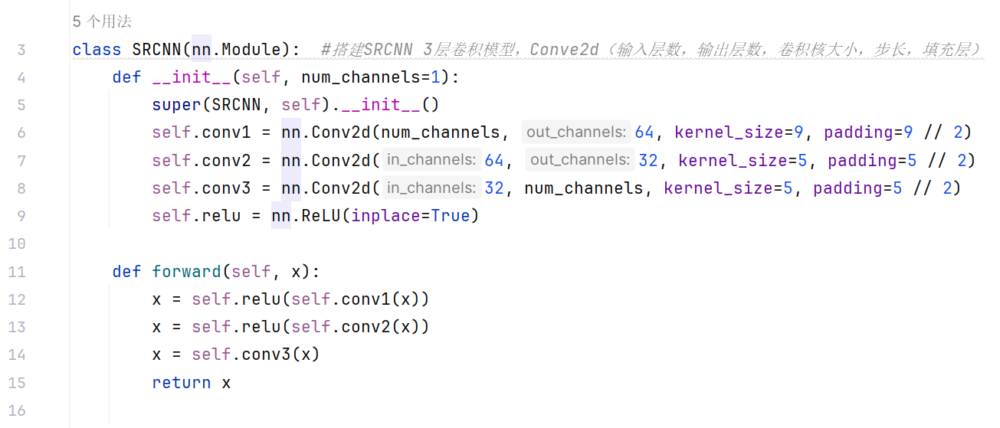 5 个用法
3 class SRCNN(nn.Module):  #搭建SRCNN 3层卷积模型，Conve2d（输入层数，输出层数，卷积核大小，步长，填充层）
4     def __init__(self, num_channels=1):
5         super(SRCNN, self).__init__()
6         self.conv1 = nn.Conv2d(num_channels, out_channels: 64, kernel_size=9, padding=9 // 2)
7         self.conv2 = nn.Conv2d( in_channels: 64, out_channels: 32, kernel_size=5, padding=5 // 2)
8         self.conv3 = nn.Conv2d( in_channels: 32, num_channels, kernel_size=5, padding=5 // 2)
9         self.relu = nn.ReLU(inplace=True)
10
11     def forward(self, x):
12         x = self.relu(self.conv1(x))
13         x = self.relu(self.conv2(x))
14         x = self.conv3(x)
15         return x
16